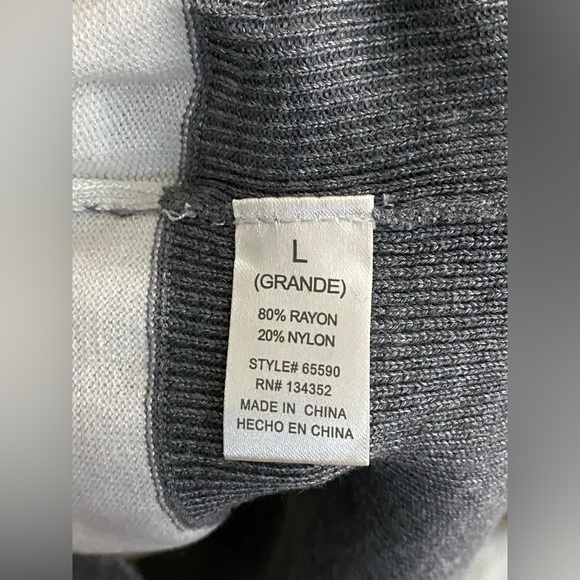 L
(GRANDE)
80% RAYON
20% NYLON
STYLE# 65590
RN# 134352
MADE IN CHINA
HECHO EN CHINA